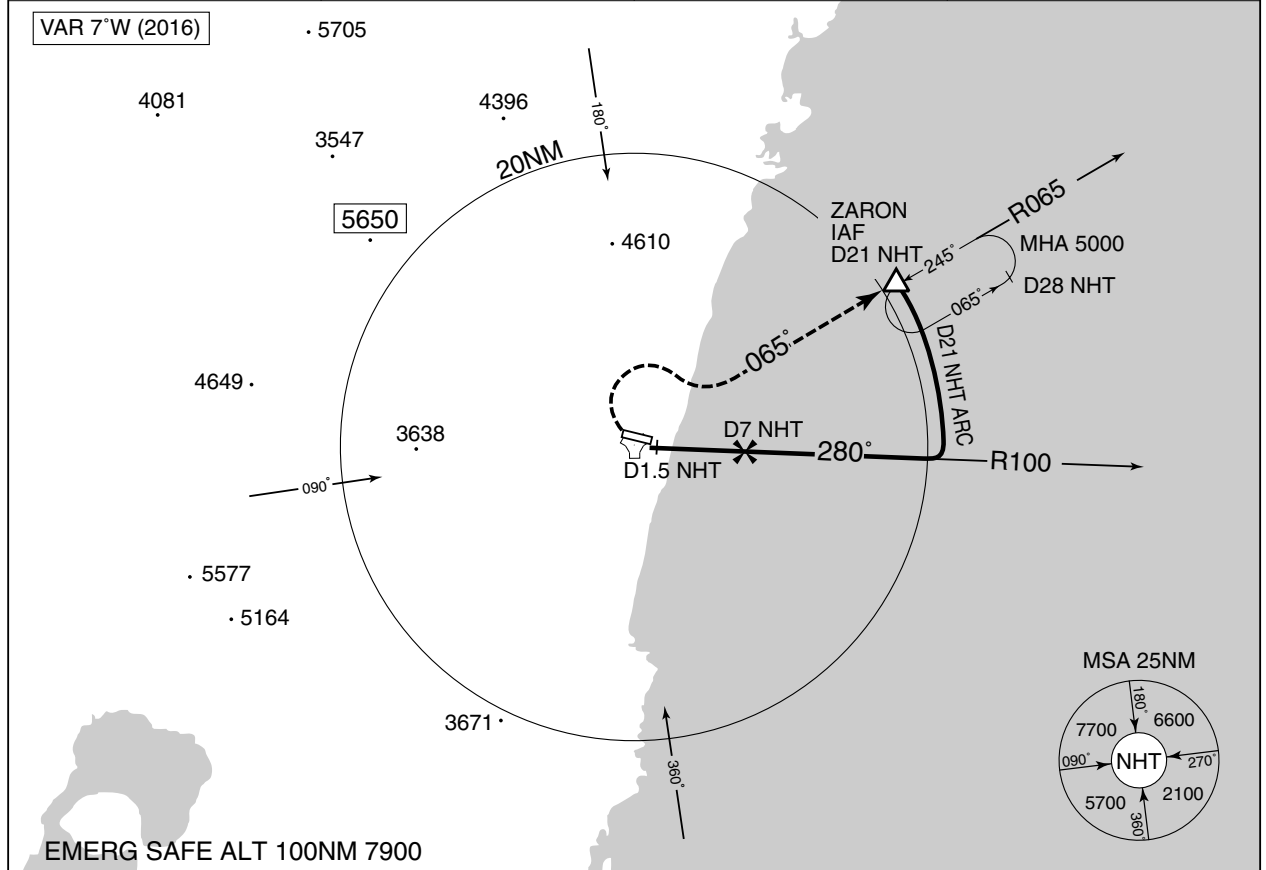 VAR 7°W (2016)
5705
4081
4396
3547
180°
20NM
5650
4610
ZARON
IAF
D21 NHT
R065
MHA 5000
245°
D28 NHT
065°
065°
D21 NHT ARC
4649
3638
D7 NHT
280°
D1.5 NHT
R100
090°
5577
5164
3671
360°
MSA 25NM
180°
7700
6600
090°
NHT
270°
5700
2100
360°
EMERG SAFE ALT 100NM 7900